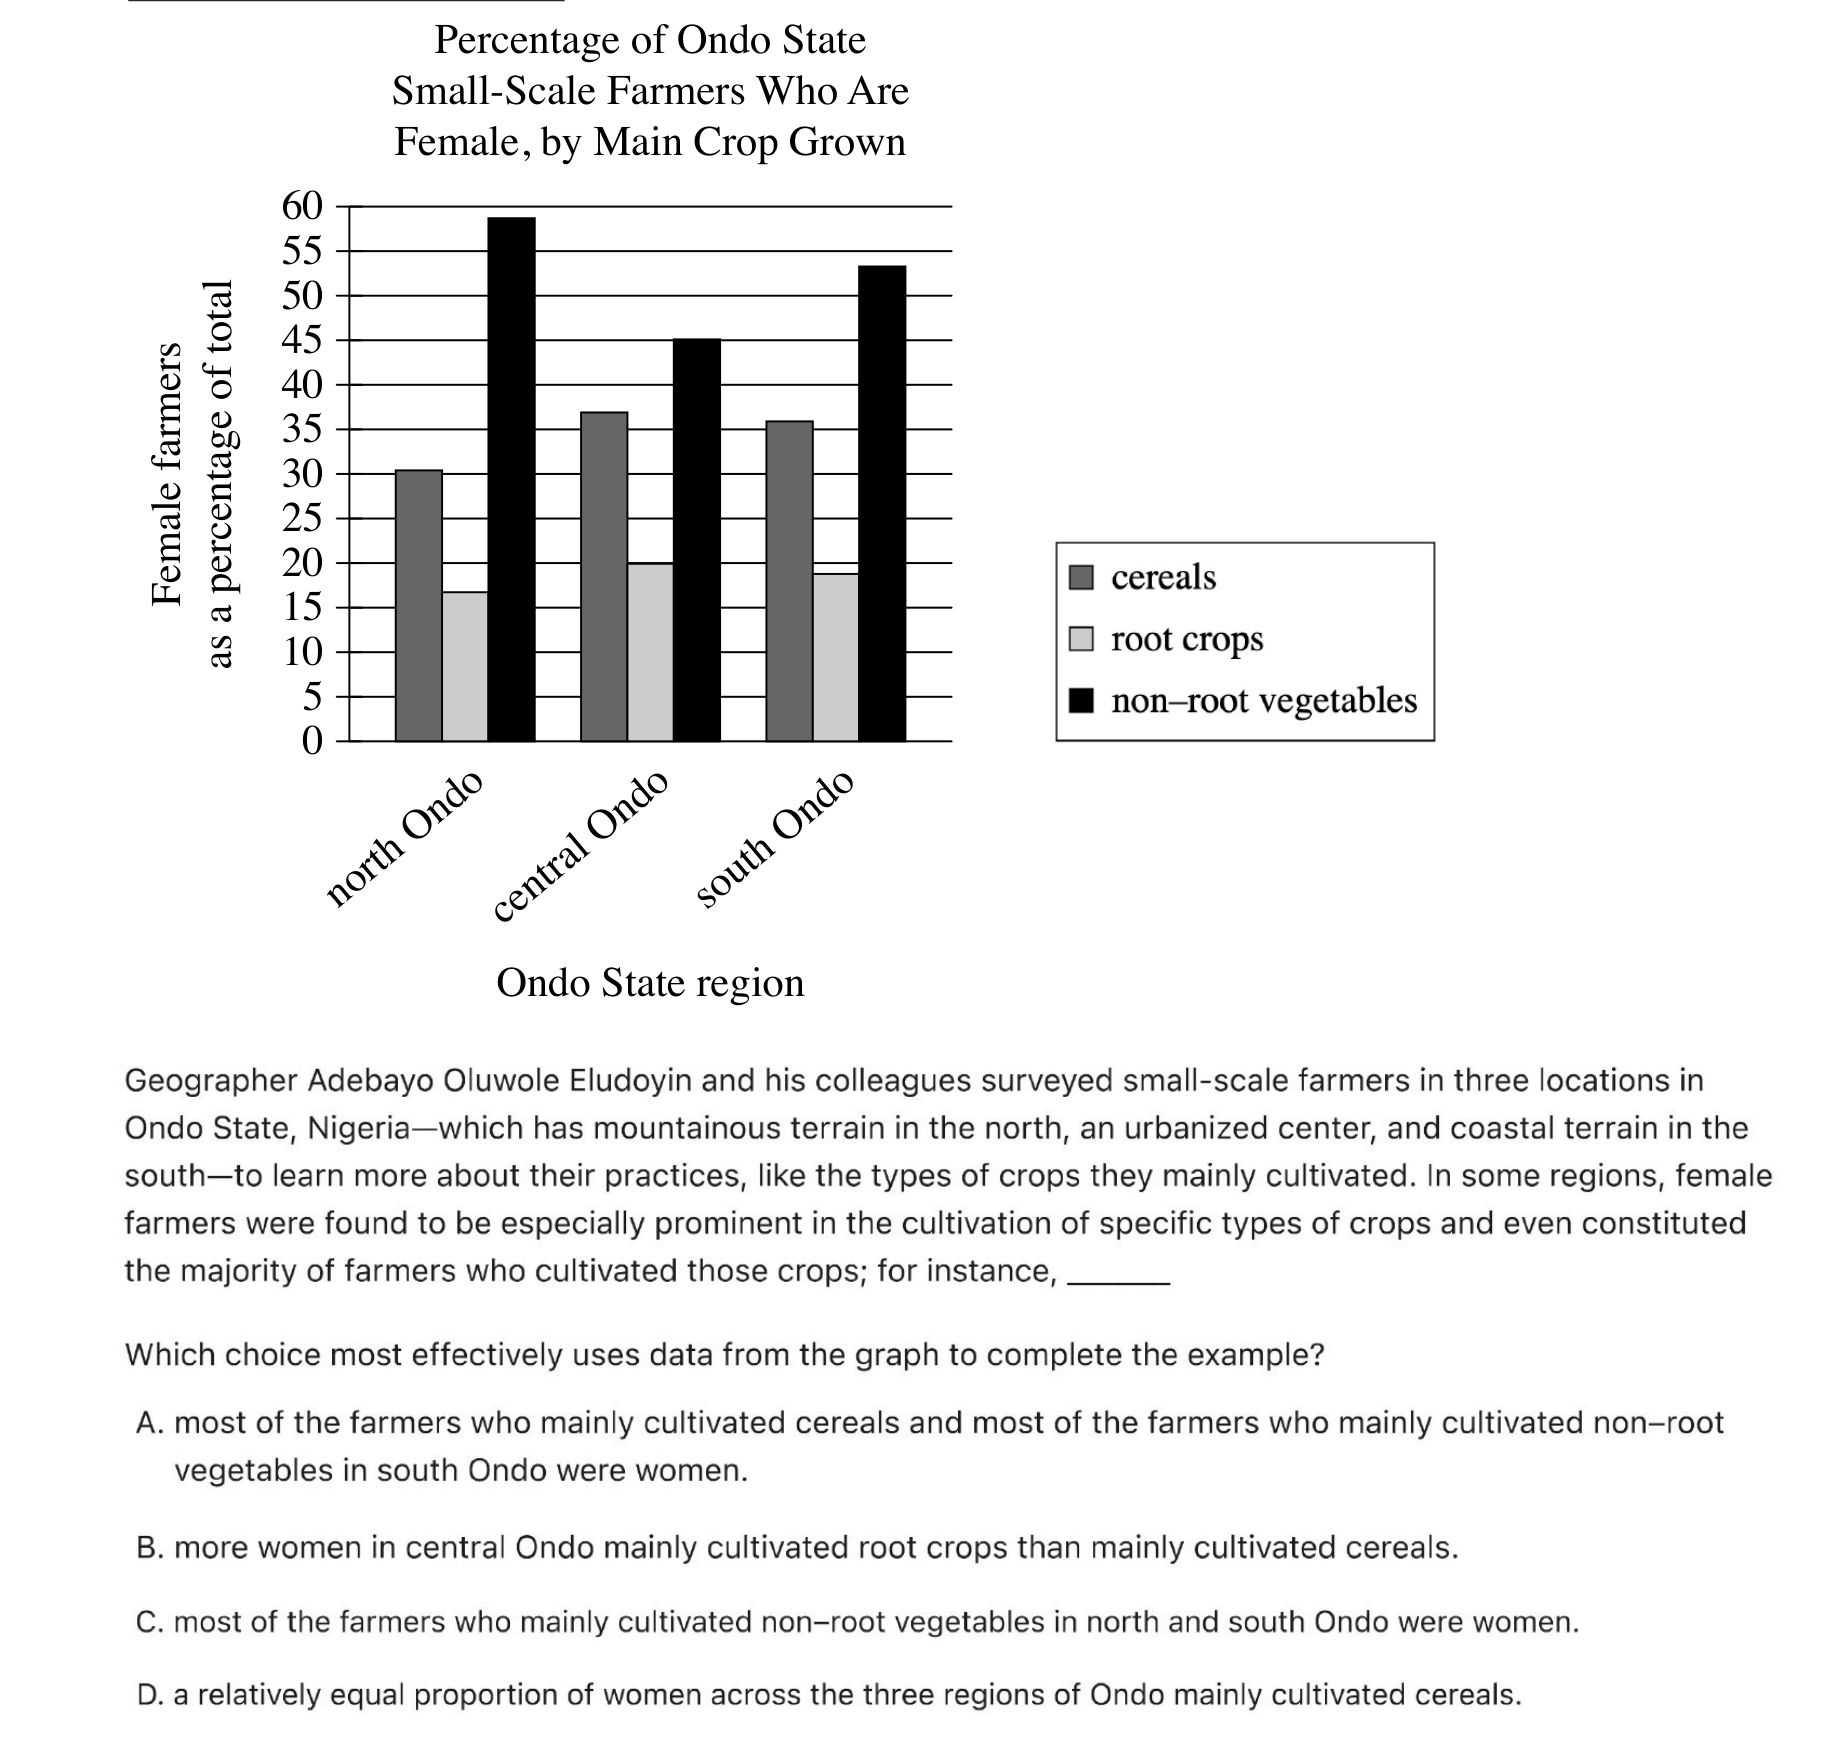 Percentage of Ondo State
Small-Scale Farmers Who Are
Female, by Main Crop Grown
Female farmers
as a percentage of total
60
55
50
45
40
35
30
25
20
15
10
5
0
north Ondo
central Ondo
south Ondo
Ondo State region
cereals
root crops
non–root vegetables
Geographer Adebayo Oluwole Eludoyin and his colleagues surveyed small-scale farmers in three locations in
Ondo State, Nigeria—which has mountainous terrain in the north, an urbanized center, and coastal terrain in the
south—to learn more about their practices, like the types of crops they mainly cultivated. In some regions, female
farmers were found to be especially prominent in the cultivation of specific types of crops and even constituted
the majority of farmers who cultivated those crops; for instance, ______
Which choice most effectively uses data from the graph to complete the example?
A. most of the farmers who mainly cultivated cereals and most of the farmers who mainly cultivated non–root
vegetables in south Ondo were women.
B. more women in central Ondo mainly cultivated root crops than mainly cultivated cereals.
C. most of the farmers who mainly cultivated non–root vegetables in north and south Ondo were women.
D. a relatively equal proportion of women across the three regions of Ondo mainly cultivated cereals.